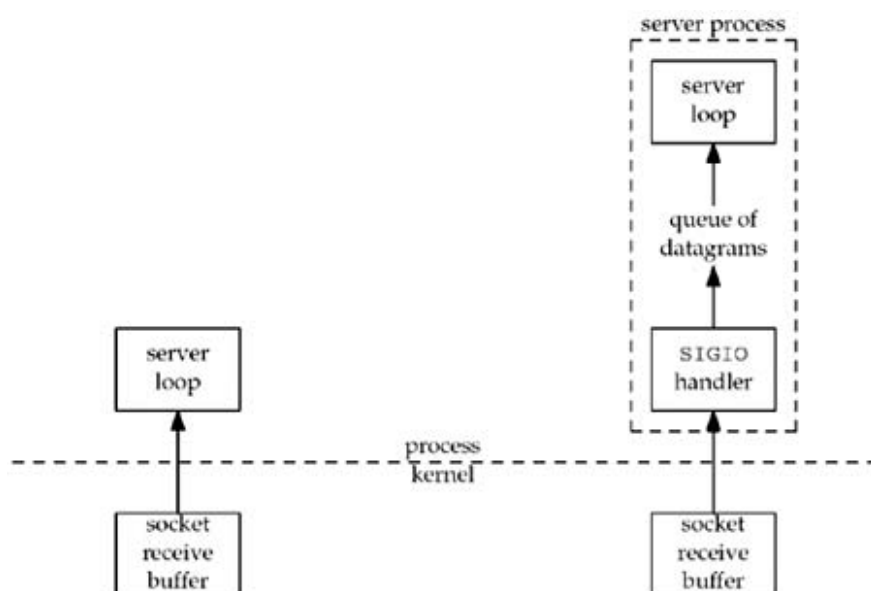 server process
server
loop
queue of
datagrams
server
loop
SIGIO
handler
process
kernel
socket
receive
buffer
socket
receive
buffer